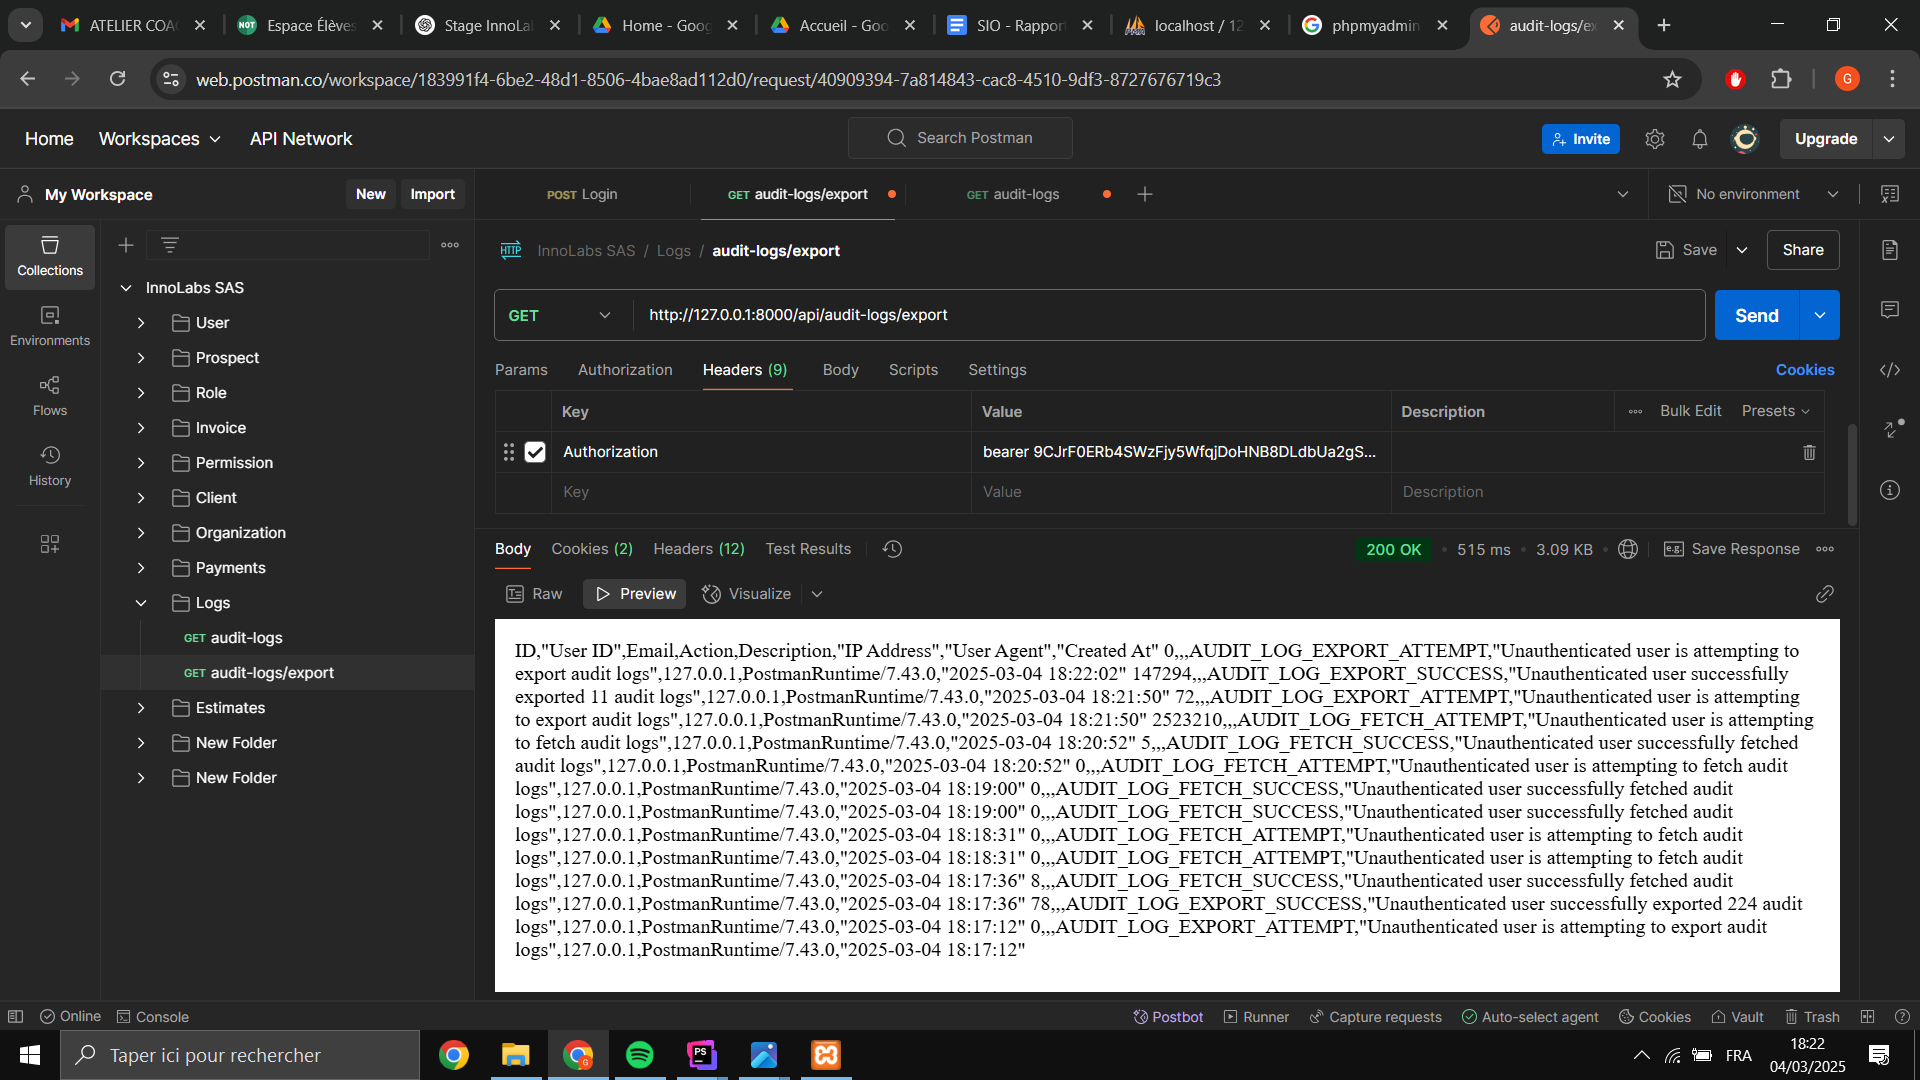 ATELIER COA
Espace Élèves
Stage InnoLa
Home - Goog
Accueil - Goo
SIO - Rappor
localhost / 12
phpmyadmin
audit-logs/ex
web.postman.co/workspace/183991f4-6be2-48d1-8506-4bae8ad112d0/request/40909394-7a814843-cac8-4510-9df3-8727676719c3
G
Home
Workspaces
API Network
Search Postman
Invite
Upgrade
My Workspace
New
Import
POST Login
GET audit-logs/export
GET audit-logs
No environment
Collections
Environments
Flows
History
InnoLabs SAS
User
Prospect
Role
Invoice
Permission
Client
Organization
Payments
Logs
GET audit-logs
GET audit-logs/export
Estimates
New Folder
New Folder
HTTP InnoLabs SAS / Logs / audit-logs/export
Save
Share
GET
http://127.0.0.1:8000/api/audit-logs/export
Send
Params Authorization Headers (9) Body Scripts Settings
Cookies
Key Value Description Bulk Edit Presets
Authorization bearer 9CJrF0ERb4SWzFjy5WfqjDoHNB8DLdbUa2gS...
Key Value Description
Body Cookies (2) Headers (12) Test Results
200 OK • 515 ms • 3.09 KB
e.g. Save Response
Raw Preview Visualize
ID,"User ID",Email,Action,Description,"IP Address","User Agent","Created At" 0,,,AUDIT_LOG_EXPORT_ATTEMPT,"Unauthenticated user is attempting to
export audit logs",127.0.0.1,PostmanRuntime/7.43.0,"2025-03-04 18:22:02" 147294,,,AUDIT_LOG_EXPORT_SUCCESS,"Unauthenticated user successfully
exported 11 audit logs",127.0.0.1,PostmanRuntime/7.43.0,"2025-03-04 18:21:50" 72,,,AUDIT_LOG_EXPORT_ATTEMPT,"Unauthenticated user is attempting
to export audit logs",127.0.0.1,PostmanRuntime/7.43.0,"2025-03-04 18:21:50" 2523210,,,AUDIT_LOG_FETCH_ATTEMPT,"Unauthenticated user is attempting
to fetch audit logs",127.0.0.1,PostmanRuntime/7.43.0,"2025-03-04 18:20:52" 5,,,AUDIT_LOG_FETCH_SUCCESS,"Unauthenticated user successfully fetched
audit logs",127.0.0.1,PostmanRuntime/7.43.0,"2025-03-04 18:20:52" 0,,,AUDIT_LOG_FETCH_ATTEMPT,"Unauthenticated user is attempting to fetch audit
logs",127.0.0.1,PostmanRuntime/7.43.0,"2025-03-04 18:19:00" 0,,,AUDIT_LOG_FETCH_SUCCESS,"Unauthenticated user successfully fetched audit
logs",127.0.0.1,PostmanRuntime/7.43.0,"2025-03-04 18:19:00" 0,,,AUDIT_LOG_FETCH_SUCCESS,"Unauthenticated user successfully fetched audit
logs",127.0.0.1,PostmanRuntime/7.43.0,"2025-03-04 18:18:31" 0,,,AUDIT_LOG_FETCH_ATTEMPT,"Unauthenticated user is attempting to fetch audit
logs",127.0.0.1,PostmanRuntime/7.43.0,"2025-03-04 18:18:31" 0,,,AUDIT_LOG_FETCH_ATTEMPT,"Unauthenticated user is attempting to fetch audit
logs",127.0.0.1,PostmanRuntime/7.43.0,"2025-03-04 18:17:36" 8,,,AUDIT_LOG_FETCH_SUCCESS,"Unauthenticated user successfully fetched audit
logs",127.0.0.1,PostmanRuntime/7.43.0,"2025-03-04 18:17:36" 78,,,AUDIT_LOG_EXPORT_SUCCESS,"Unauthenticated user successfully exported 224 audit
logs",127.0.0.1,PostmanRuntime/7.43.0,"2025-03-04 18:17:12" 0,,,AUDIT_LOG_EXPORT_ATTEMPT,"Unauthenticated user is attempting to export audit
logs",127.0.0.1,PostmanRuntime/7.43.0,"2025-03-04 18:17:12"
Online
Console
Postbot
Runner
Capture requests
Auto-select agent
Cookies
Vault
Trash
Taper ici pour rechercher
PS
FRA
18:22
04/03/2025